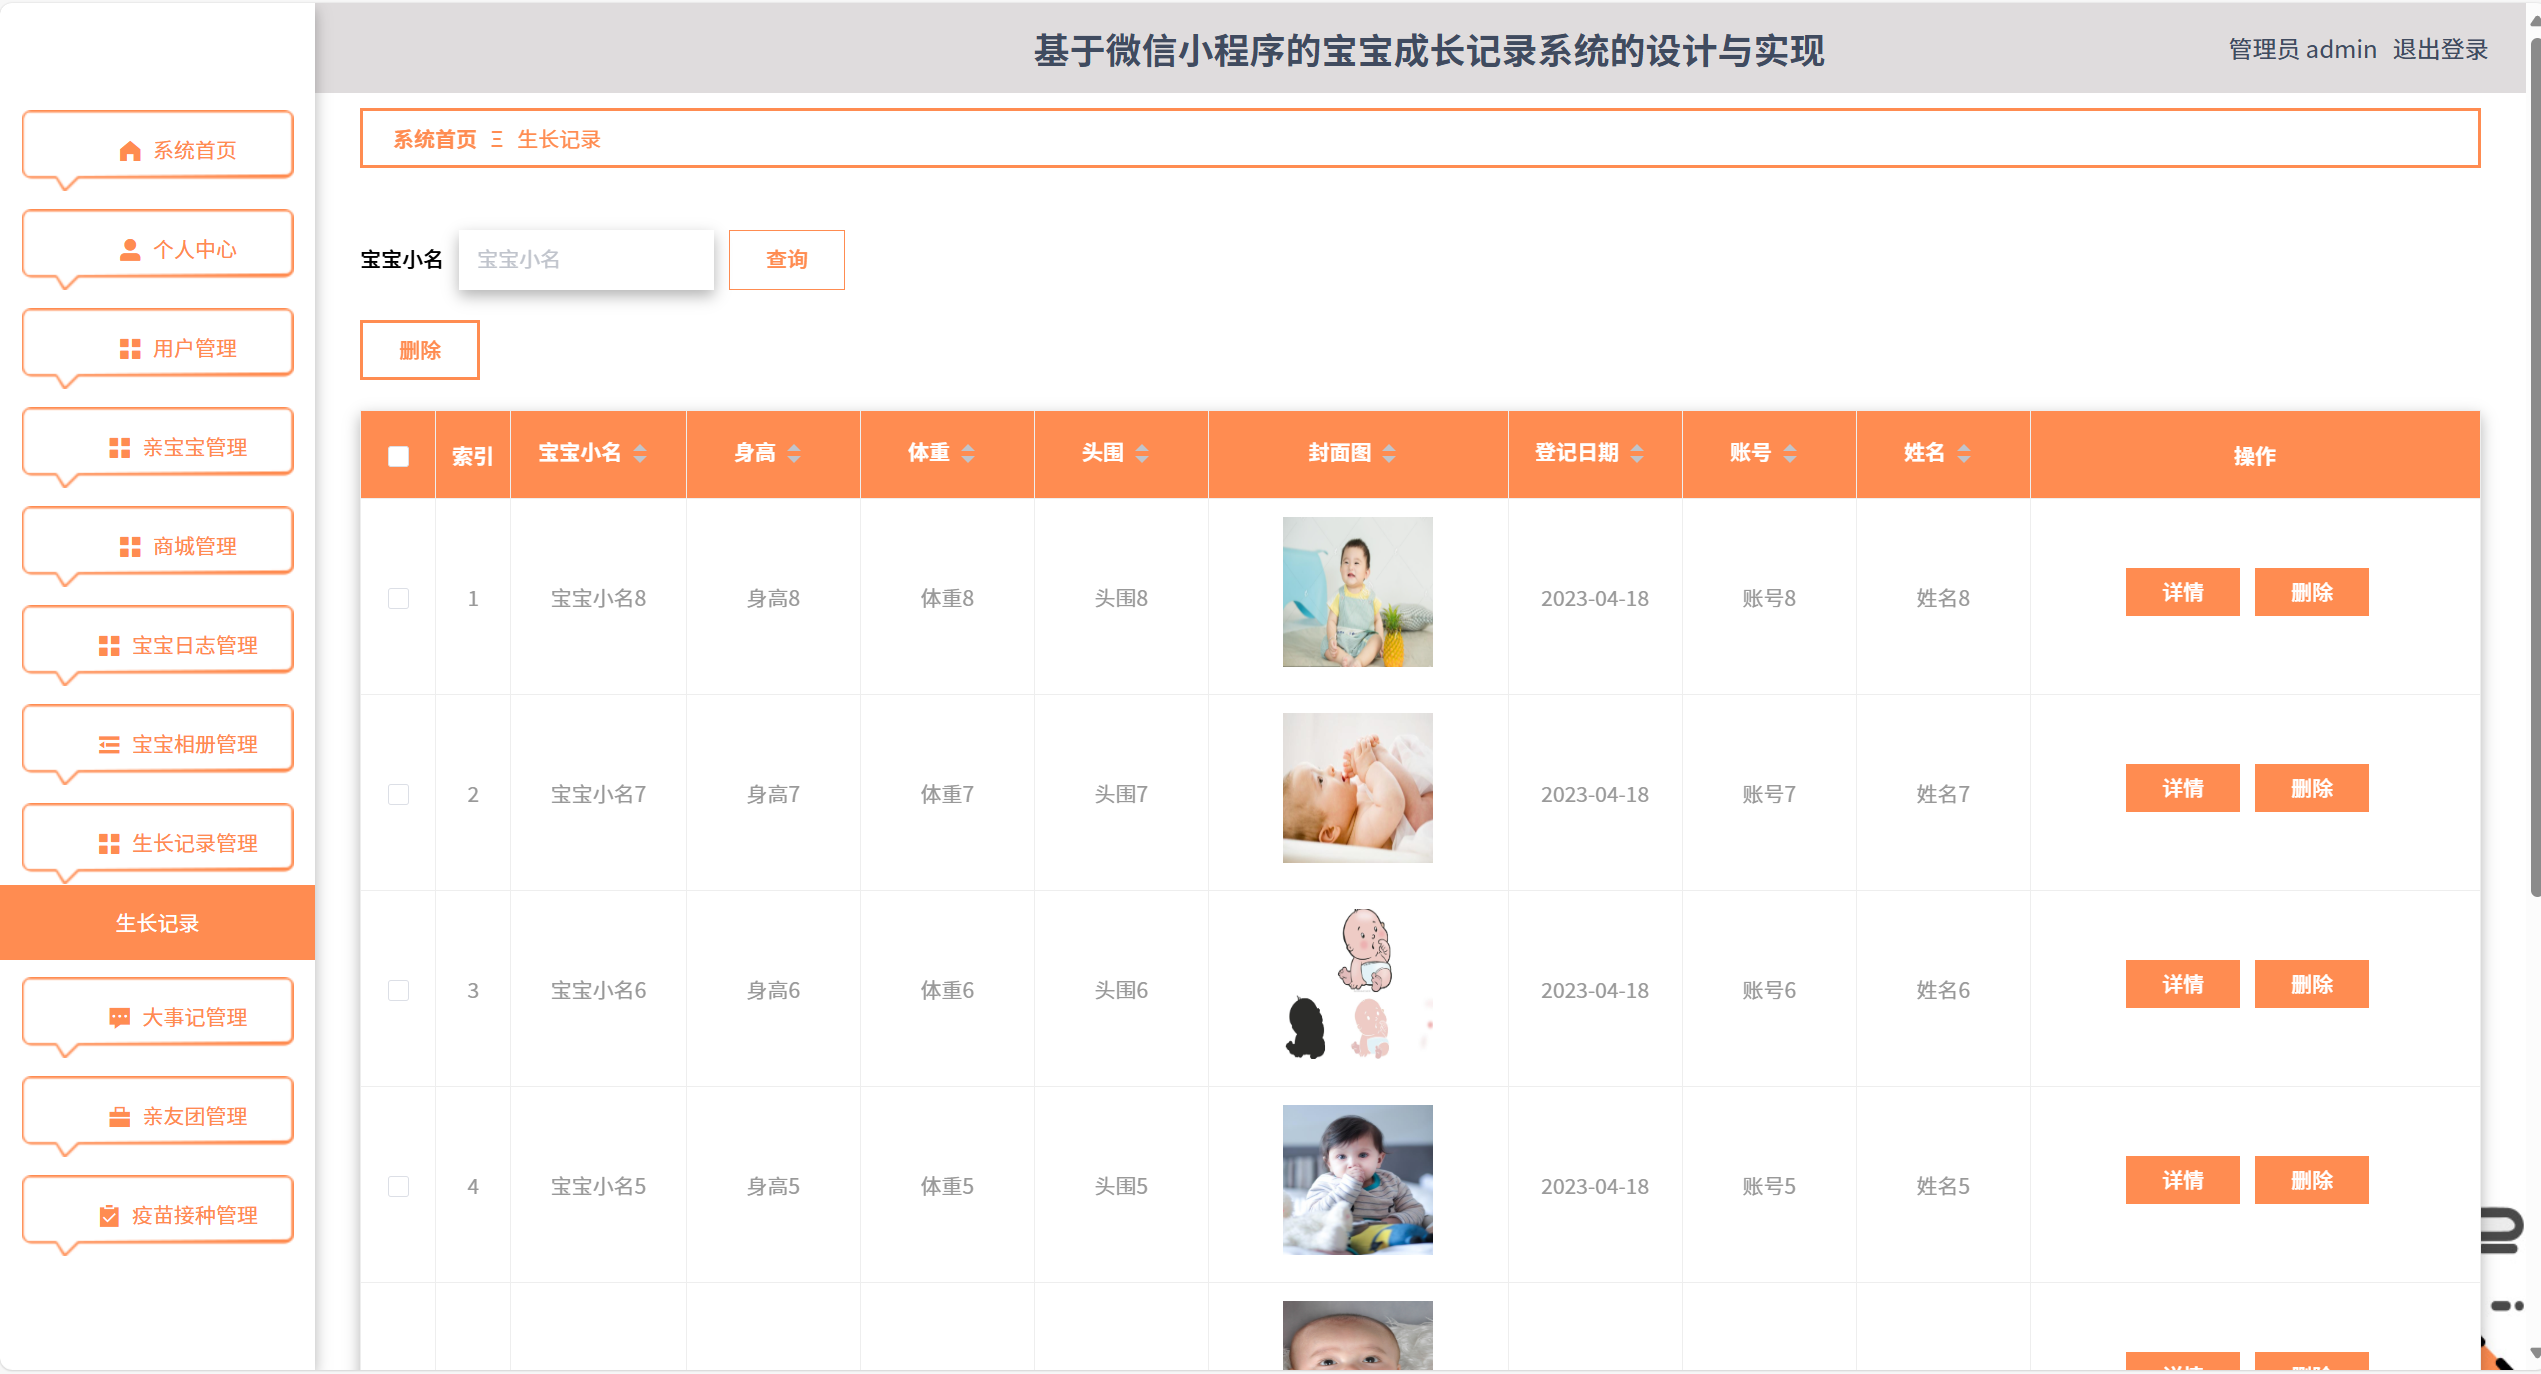 基于微信小程序的宝宝成长记录系统的设计与实现
管理员 admin 退出登录
系统首页
个人中心
用户管理
亲宝宝管理
商城管理
宝宝日志管理
宝宝相册管理
生长记录管理
生长记录
大事记管理
亲友团管理
疫苗接种管理
系统首页 Ξ 生长记录
宝宝小名 宝宝小名 查询
删除
索引 宝宝小名 身高 体重 头围 封面图 登记日期 账号 姓名 操作
1 宝宝小名8 身高8 体重8 头围8 2023-04-18 账号8 姓名8 详情 删除
2 宝宝小名7 身高7 体重7 头围7 2023-04-18 账号7 姓名7 详情 删除
3 宝宝小名6 身高6 体重6 头围6 2023-04-18 账号6 姓名6 详情 删除
4 宝宝小名5 身高5 体重5 头围5 2023-04-18 账号5 姓名5 详情 删除